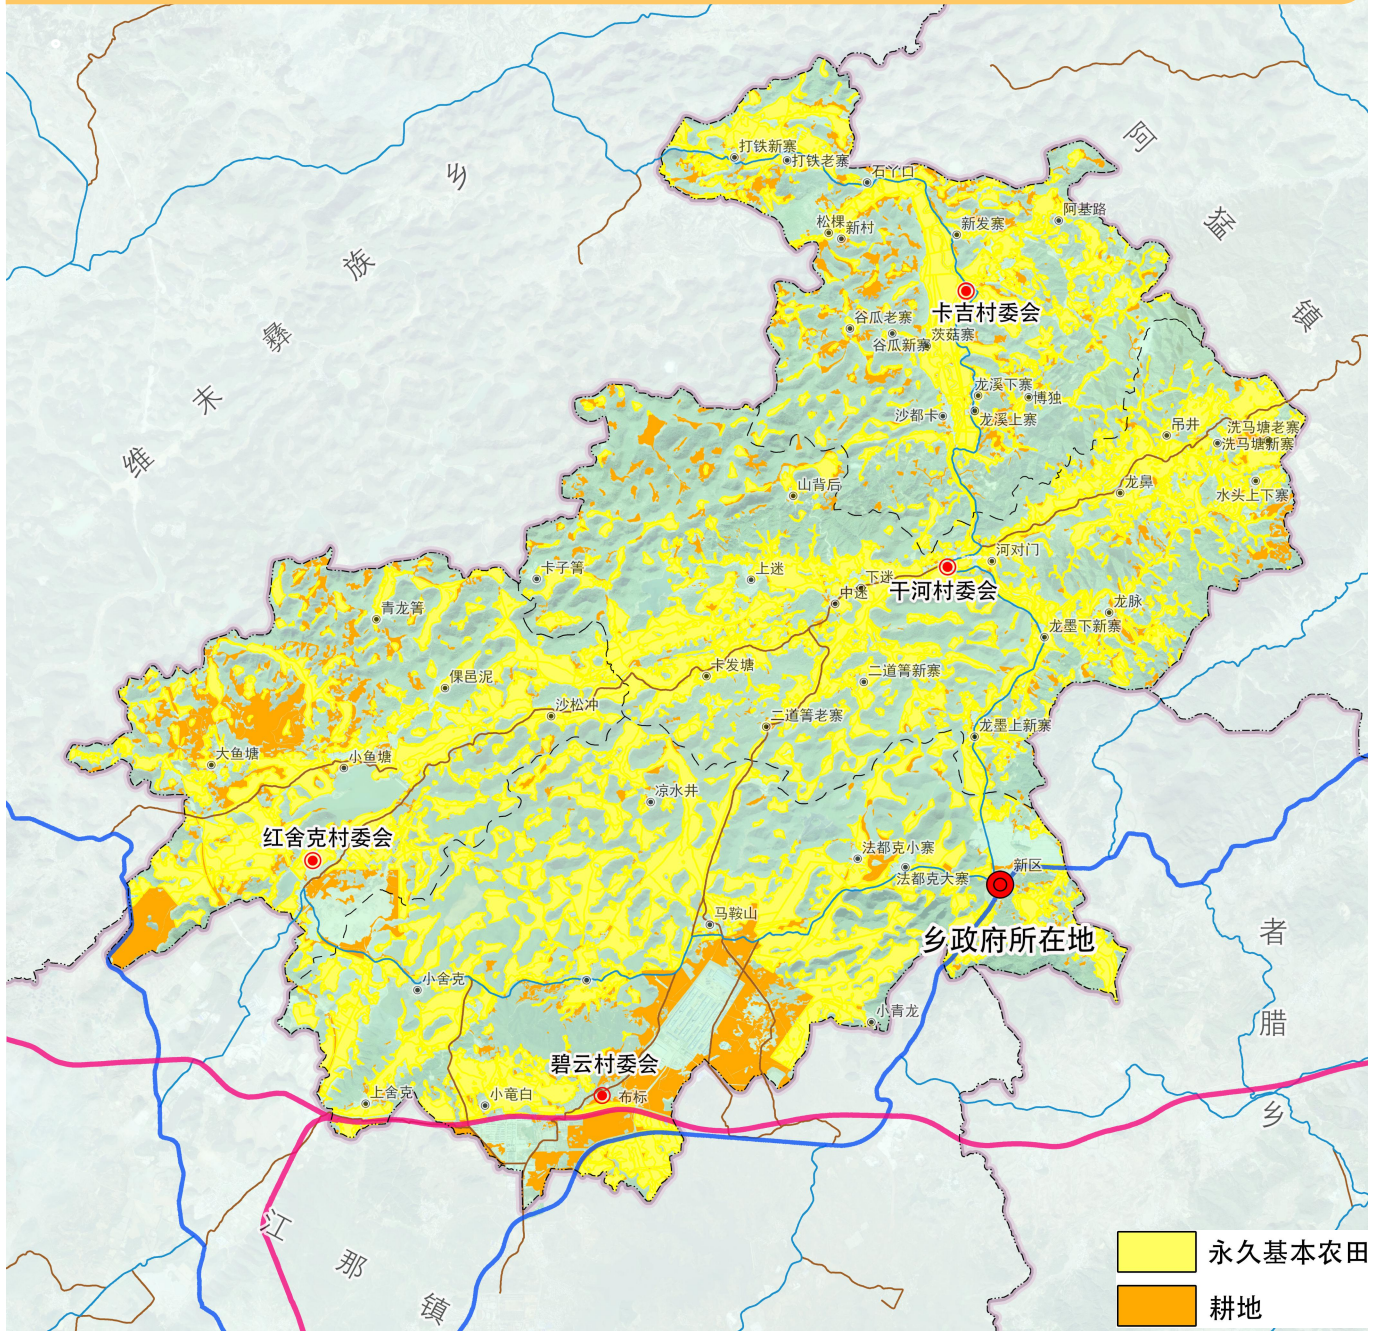 阿猛镇
维末彝族乡
打铁新寨
打铁老寨
石丫口
松棵
新村
新发寨
阿基路
卡吉村委会
谷瓜老寨
谷瓜新寨
茨菇寨
龙溪下寨
博独
沙都卡
龙溪上寨
吊井
洗马塘老寨
洗马塘新寨
山背后
龙鼻
水头上下寨
河对门
卡子箐
上迷
下迷
中迷
干河村委会
青龙箐
龙脉
龙墨下新寨
倮邑泥
卡发塘
二道箐新寨
沙松冲
二道箐老寨
龙墨上新寨
大鱼塘
小鱼塘
凉水井
红舍克村委会
法都克小寨
法都克大寨
新区
马鞍山
乡政府所在地
者腊乡
小舍克
小青龙
碧云村委会
上舍克
小竜白
布标
江那镇
永久基本农田
耕地